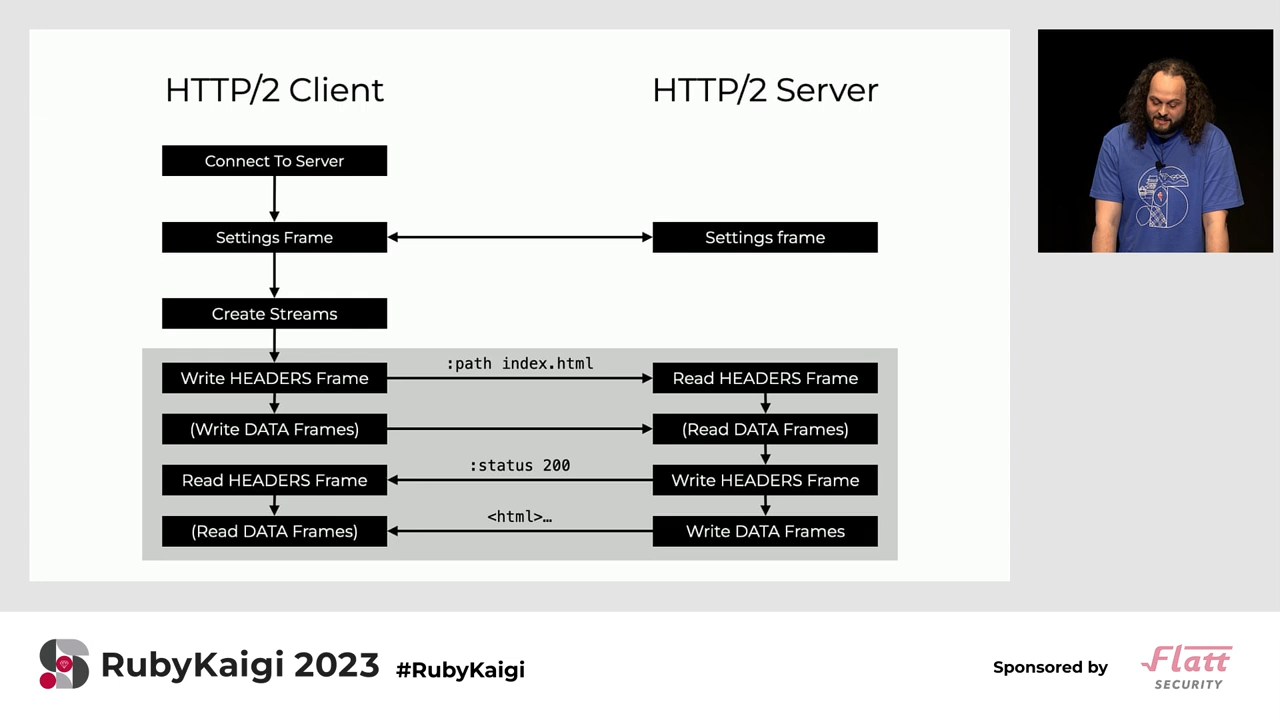 HTTP/2 Client
HTTP/2 Server
Connect To Server
Settings Frame
Settings frame
Create Streams
Write HEADERS Frame
:path index.html
Read HEADERS Frame
(Write DATA Frames)
(Read DATA Frames)
Read HEADERS Frame
:status 200
Write HEADERS Frame
(Read DATA Frames)
<html>…
Write DATA Frames
RubyKaigi 2023 #RubyKaigi
Sponsored by
Flatt
SECURITY